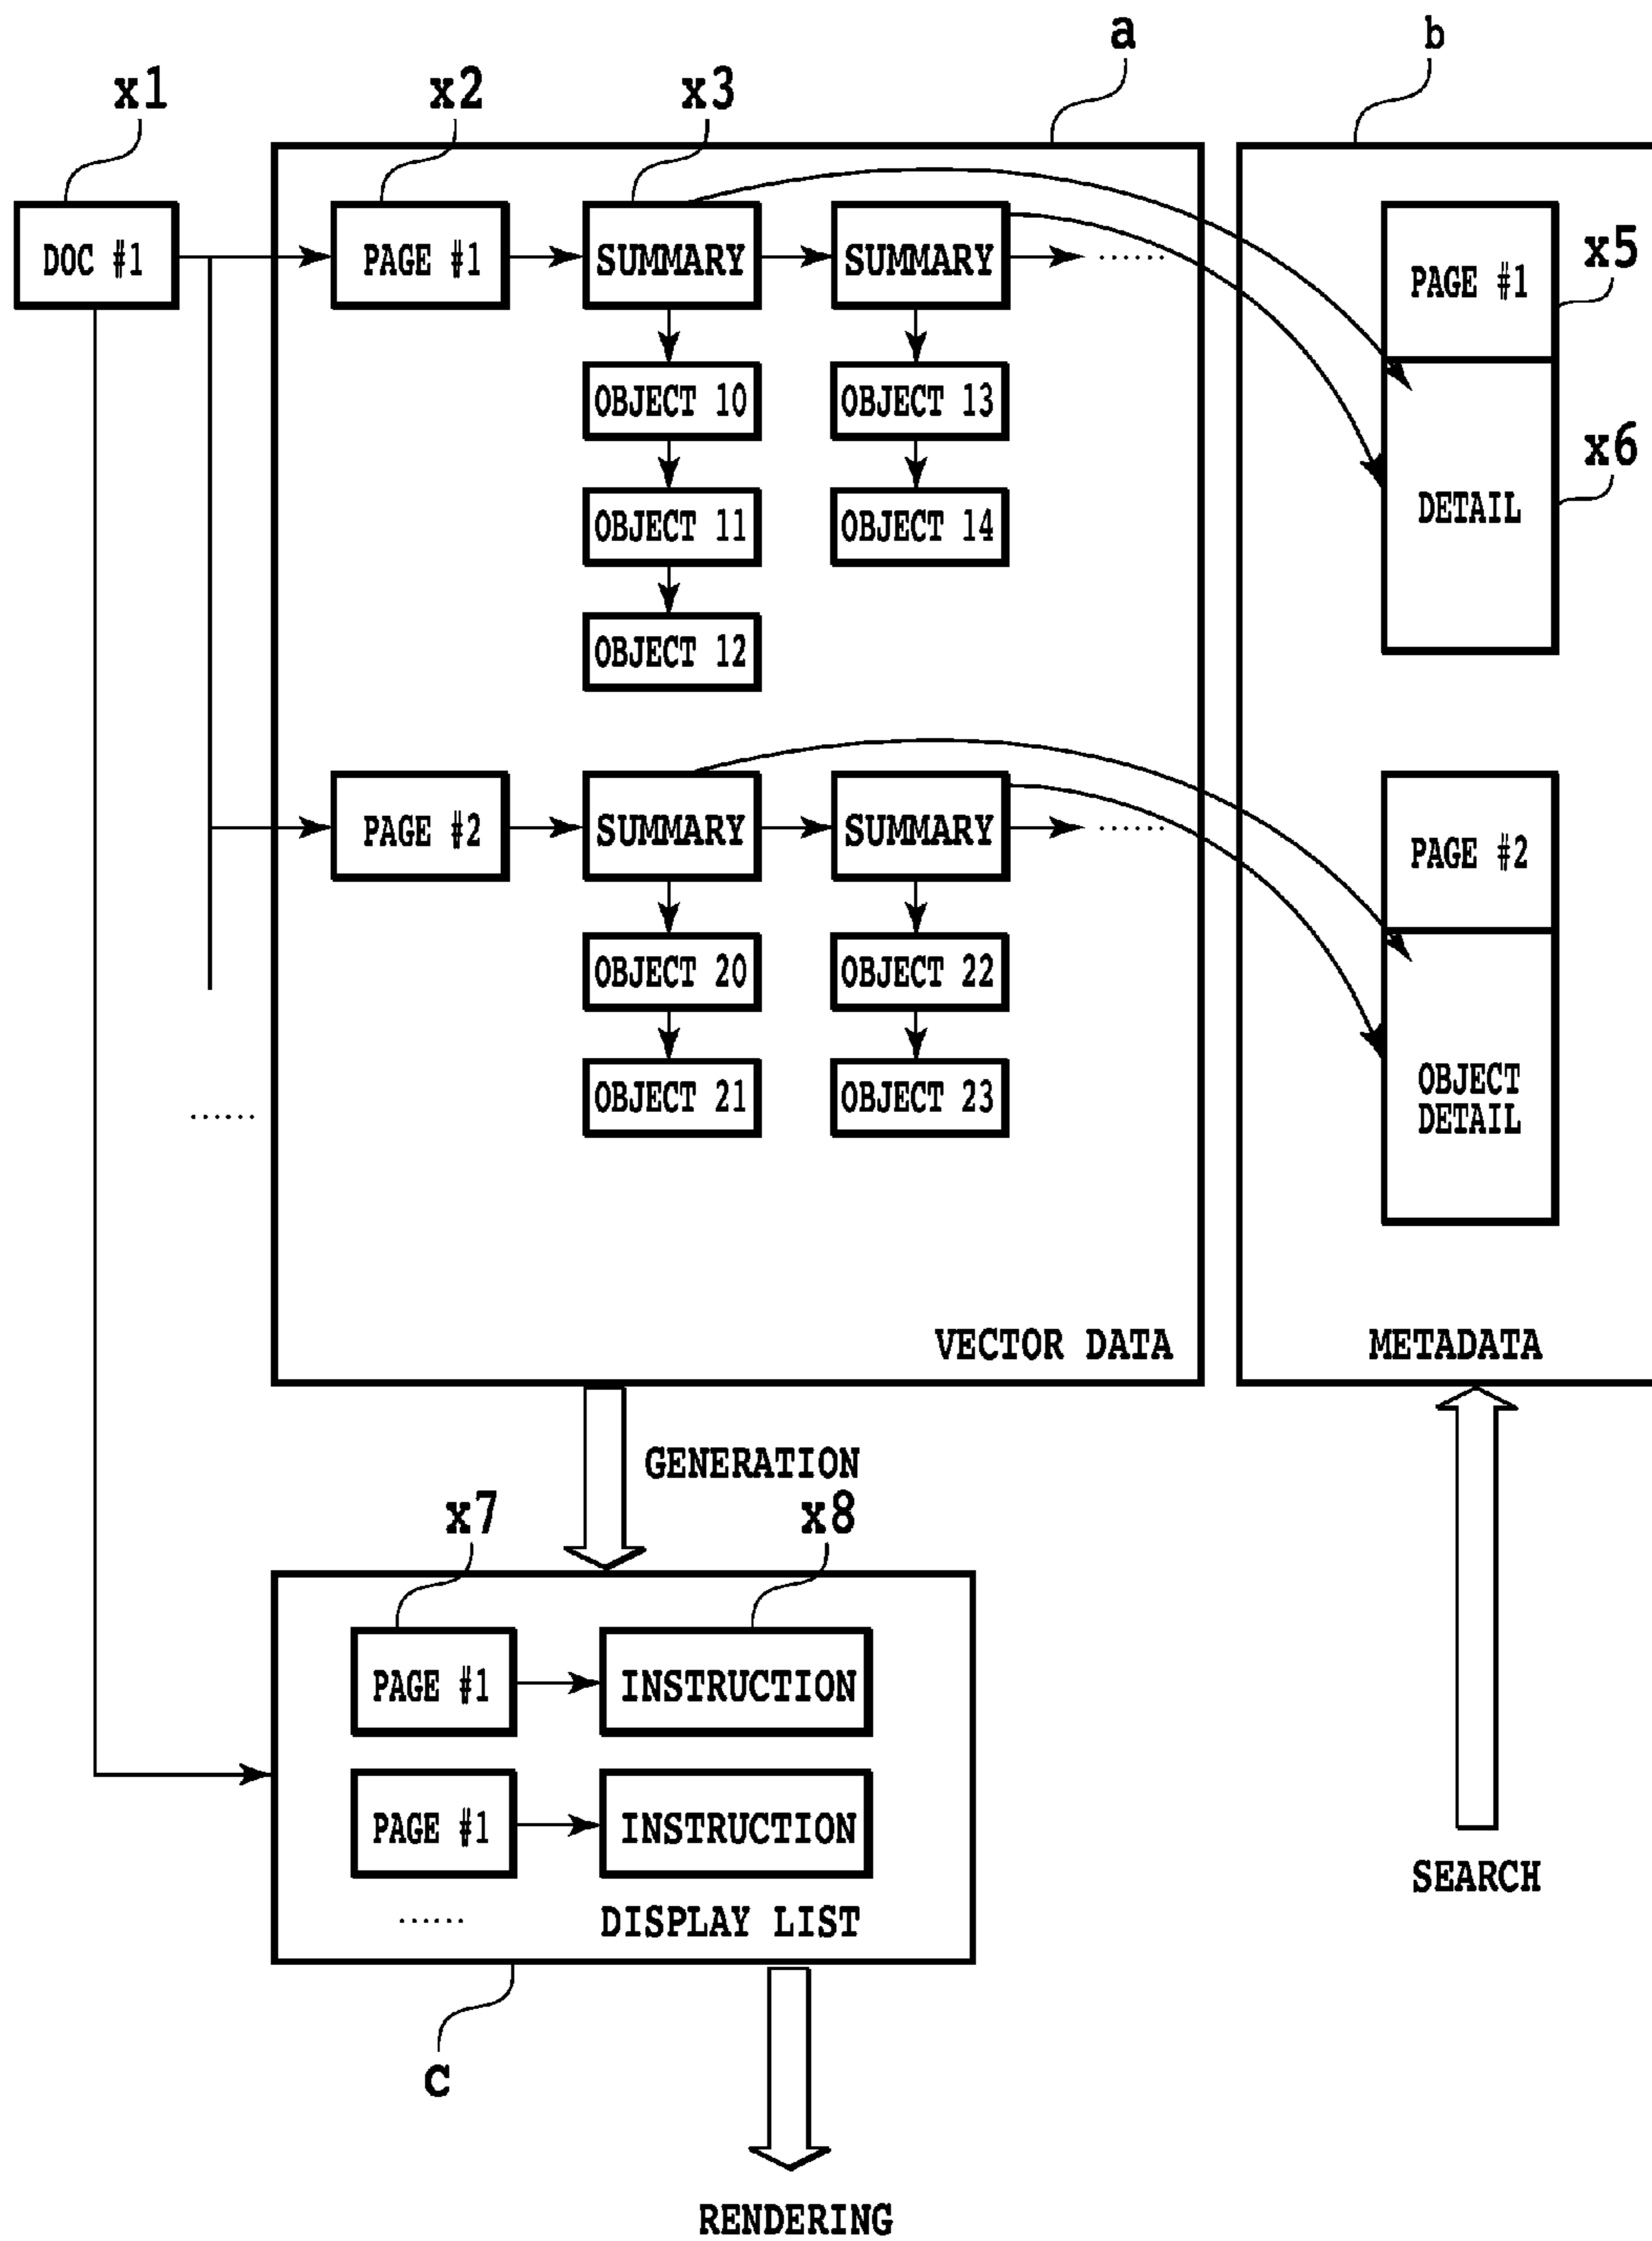 a
b
x1
x2
x3
DOC #1
PAGE #1
SUMMARY
SUMMARY
......
PAGE #1
x5
OBJECT 10
OBJECT 13
x6
OBJECT 11
OBJECT 14
DETAIL
OBJECT 12
PAGE #2
SUMMARY
SUMMARY
......
PAGE #2
OBJECT 20
OBJECT 22
OBJECT 21
OBJECT 23
OBJECT
DETAIL
......
VECTOR DATA
METADATA
GENERATION
x7
x8
PAGE #1
INSTRUCTION
PAGE #1
INSTRUCTION
......
DISPLAY LIST
SEARCH
c
RENDERING